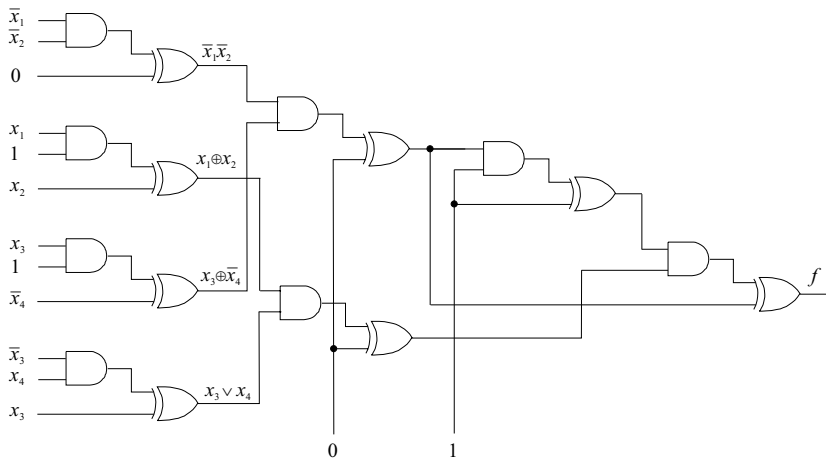 x̅₁
x̅₂
0
x̅₁x̅₂
x₁
1
x₂
x₁⊕x₂
x₃
1
x̅₄
x₃⊕x̅₄
x̅₃
x₄
x₃
x₃ ∨ x₄
0
1
f